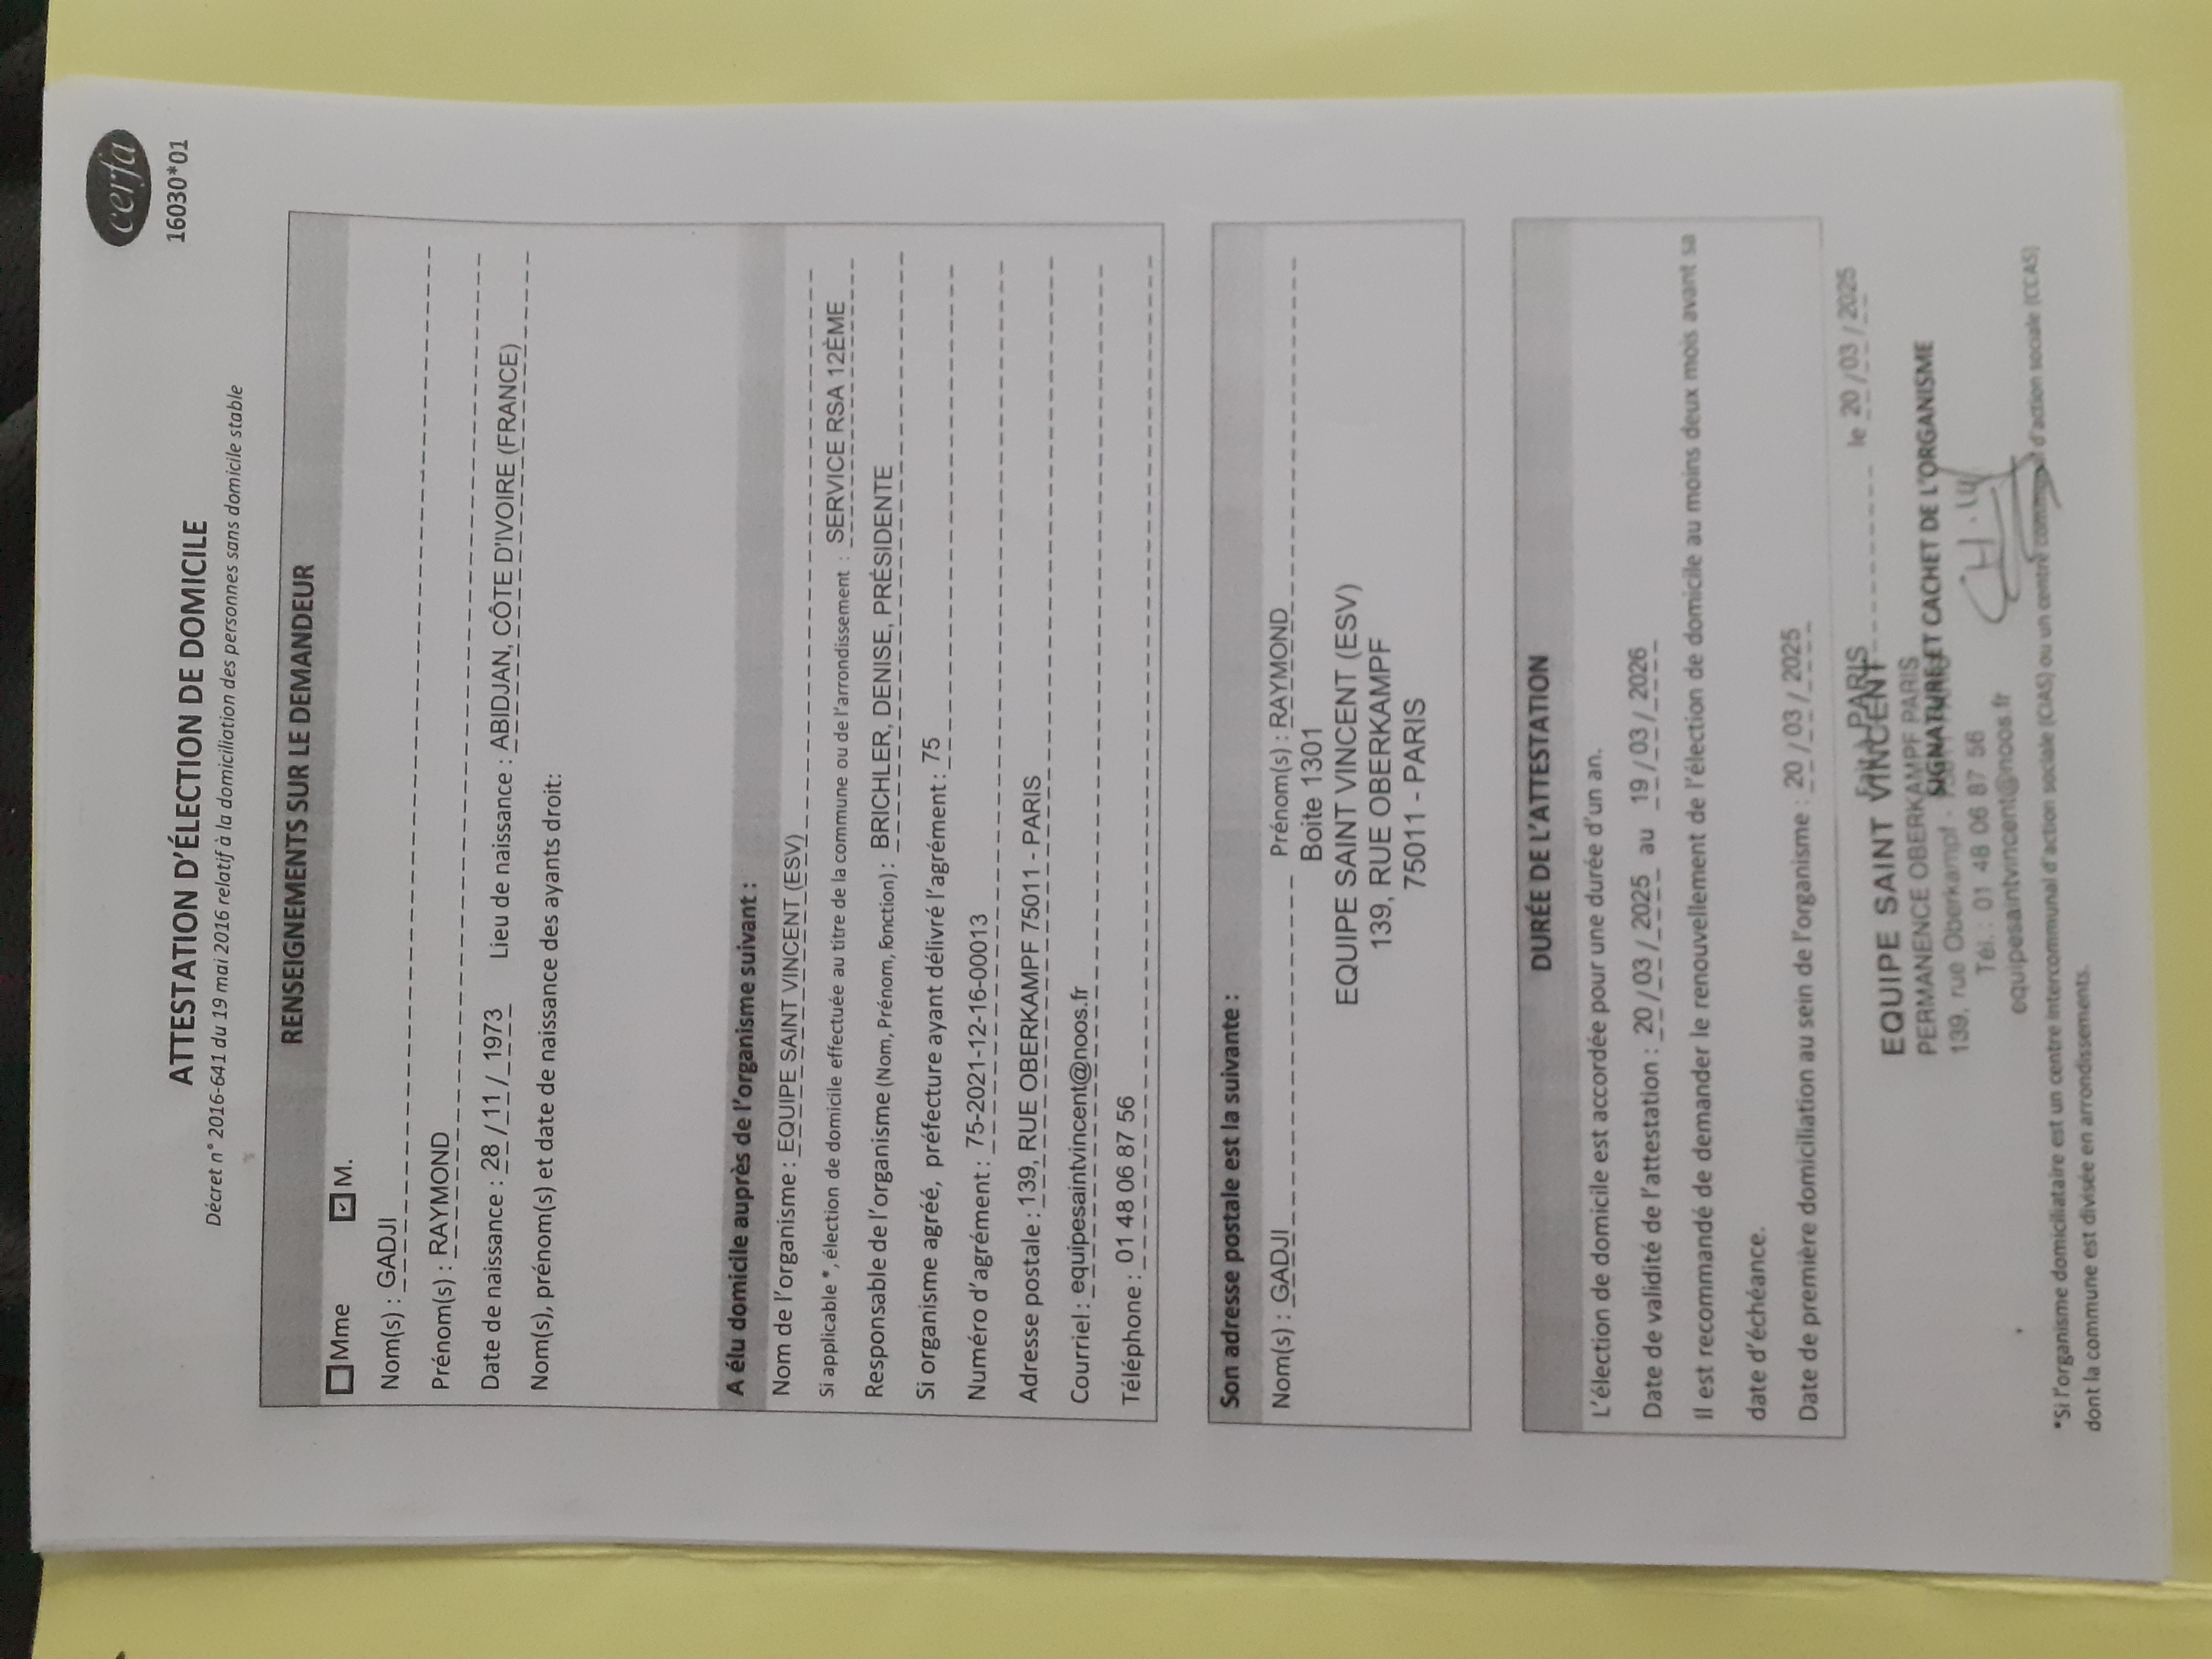 cerfa
16030*01
ATTESTATION D'ÉLECTION DE DOMICILE
Décret n° 2016-641 du 19 mai 2016 relatif à la domiciliation des personnes sans domicile stable
RENSEIGNEMENTS SUR LE DEMANDEUR
Mme M.
Nom(s) : GADJI
Prénom(s) : RAYMOND
Date de naissance : 28 / 11 / 1973 Lieu de naissance : ABIDJAN, CÔTE D'IVOIRE (FRANCE)
Nom(s), prénom(s) et date de naissance des ayants droit:
A élu domicile auprès de l'organisme suivant :
Nom de l'organisme : EQUIPE SAINT VINCENT (ESV)
Si applicable *, élection de domicile effectuée au titre de la commune ou de l'arrondissement : SERVICE RSA 12ÈME
Responsable de l'organisme (Nom, Prénom, Fonction) : BRICHLER, DENISE, PRÉSIDENTE
Si organisme agréé, préfecture ayant délivré l'agrément : 75
Numéro d'agrément : 75-2021-12-16-00013
Adresse postale : 139, RUE OBERKAMPF 75011 - PARIS
Courriel : equipesaintvincent@noos.fr
Téléphone : 01 48 06 87 56
Son adresse postale est la suivante :
Nom(s) : GADJI Prénom(s) : RAYMOND
Boite 1301
EQUIPE SAINT VINCENT (ESV)
139, RUE OBERKAMPF
75011 - PARIS
DURÉE DE L'ATTESTATION
L'élection de domicile est accordée pour une durée d'un an.
Date de validité de l'attestation : 20 / 03 / 2025 au 19 / 03 / 2026
Il est recommandé de demander le renouvellement de l'élection de domicile au moins deux mois avant sa
date d'échéance.
Date de première domiciliation au sein de l'organisme : 20 / 03 / 2025
Fait à PARIS le 20 / 03 / 2025
EQUIPE SAINT VINCENT
PERMANENCE OBERKAMPF PARIS
SIGNATURE ET CACHET DE L'ORGANISME
139, rue Oberkampf - 75011 PARIS
Tél. : 01 48 06 87 56
equipesaintvincent@noos.fr
*Si l'organisme domiciliataire est un centre intercommunal d'action sociale (CIAS) ou un centre communal d'action sociale (CCAS)
dont la commune est divisée en arrondissements.